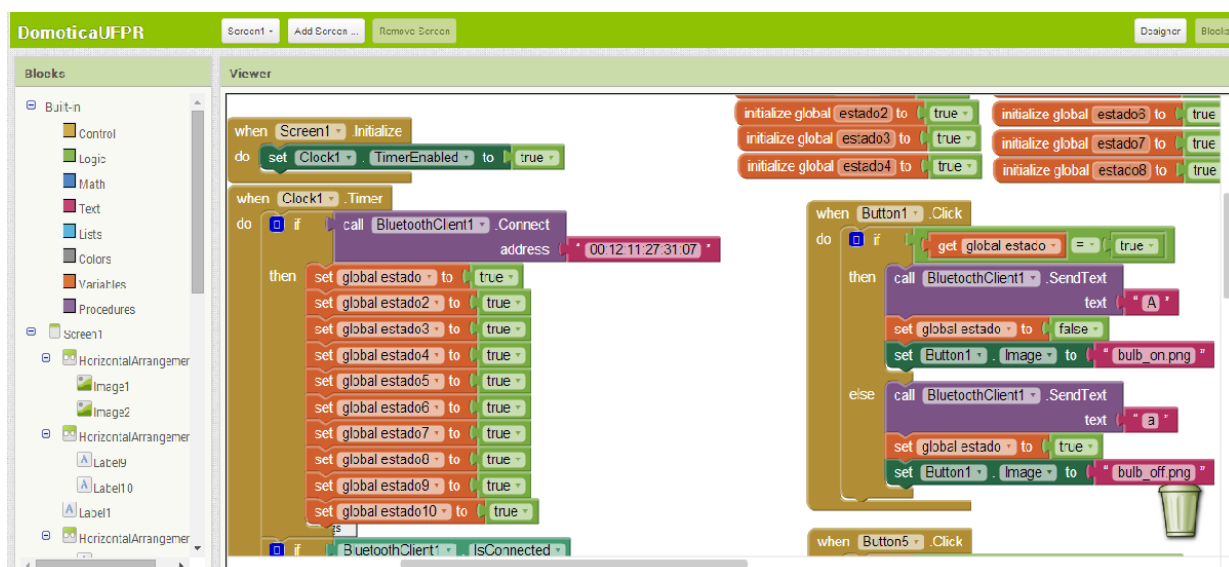 DomoticaUFPR
Screen1
Add Screen ...
Remove Screen
Designer
Blocks
Blocks
Built-in
Control
Logic
Math
Text
Lists
Colors
Variables
Procedures
Screen1
HorizontalArrangemer
Image1
Image2
HorizontalArrangemer
Label9
Label10
Label1
HorizontalArrangemer
Viewer
when Screen1 .Initialize
do set Clock1 . TimerEnabled to true
when Clock1 .Timer
do if call BluetoothClient1 .Connect
address " 00:12:11:27:31:07 "
then set global estado to true
set global estado2 to true
set global estado3 to true
set global estado4 to true
set global estado5 to true
set global estado6 to true
set global estado7 to true
set global estado8 to true
set global estado9 to true
set global estado10 to true
if BluetoothClient1 . IsConnected
initialize global estado2 to true
initialize global estado3 to true
initialize global estado4 to true
initialize global estado6 to true
initialize global estado7 to true
initialize global estado8 to true
when Button1 .Click
do if get global estado = true
then call BluetoothClient1 .SendText
text " A "
set global estado to false
set Button1 . Image to " bulb_on.png "
else call BluetoothClient1 .SendText
text " a "
set global estado to true
set Button1 . Image to " bulb_off.png "
when Button5 .Click